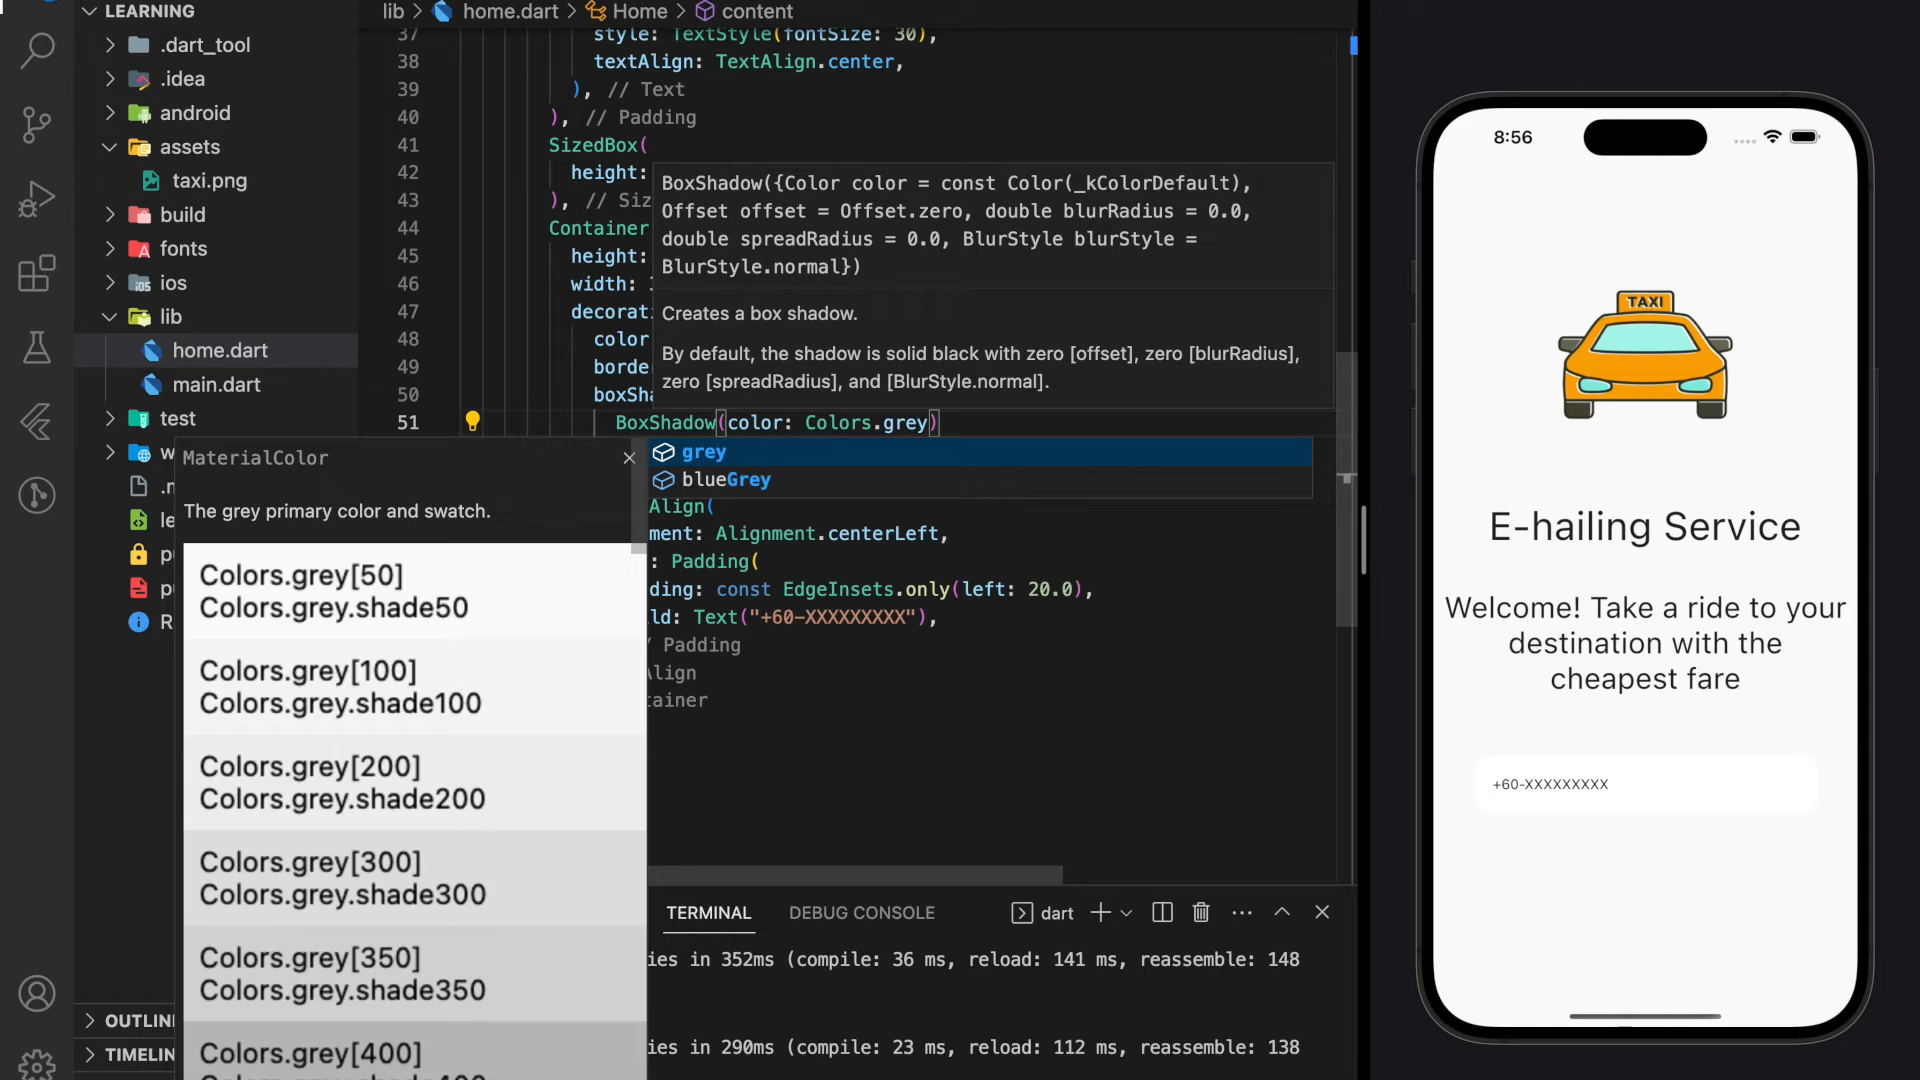 LEARNING
.dart_tool
.idea
android
assets
taxi.png
build
fonts
ios
lib
home.dart
main.dart
test
OUTLIN
TIMELIN
lib > home.dart > Home > content
37 style: TextStyle(fontSize: 30),
38 textAlign: TextAlign.center,
39 ), // Text
40 ), // Padding
41 SizedBox(
42 height:
43 ), // Siz
44 Container
45 height:
46 width:
47 decorat
48 color
49 borde
50 boxSha
51 BoxShadow(color: Colors.grey)
BoxShadow({Color color = const Color(_kColorDefault),
Offset offset = Offset.zero, double blurRadius = 0.0,
double spreadRadius = 0.0, BlurStyle blurStyle =
BlurStyle.normal})
Creates a box shadow.
By default, the shadow is solid black with zero [offset], zero [blurRadius],
zero [spreadRadius], and [BlurStyle.normal].
grey
blueGrey
MaterialColor
The grey primary color and swatch.
Colors.grey[50]
Colors.grey.shade50
Colors.grey[100]
Colors.grey.shade100
Colors.grey[200]
Colors.grey.shade200
Colors.grey[300]
Colors.grey.shade300
Colors.grey[350]
Colors.grey.shade350
Colors.grey[400]
Align(
ment: Alignment.centerLeft,
: Padding(
ding: const EdgeInsets.only(left: 20.0),
ld: Text("+60-XXXXXXXXX"),
/ Padding
Align
tainer
TERMINAL DEBUG CONSOLE dart
ies in 352ms (compile: 36 ms, reload: 141 ms, reassemble: 148
ies in 290ms (compile: 23 ms, reload: 112 ms, reassemble: 138
8:56
TAXI
E-hailing Service
Welcome! Take a ride to your
destination with the
cheapest fare
+60-XXXXXXXXX